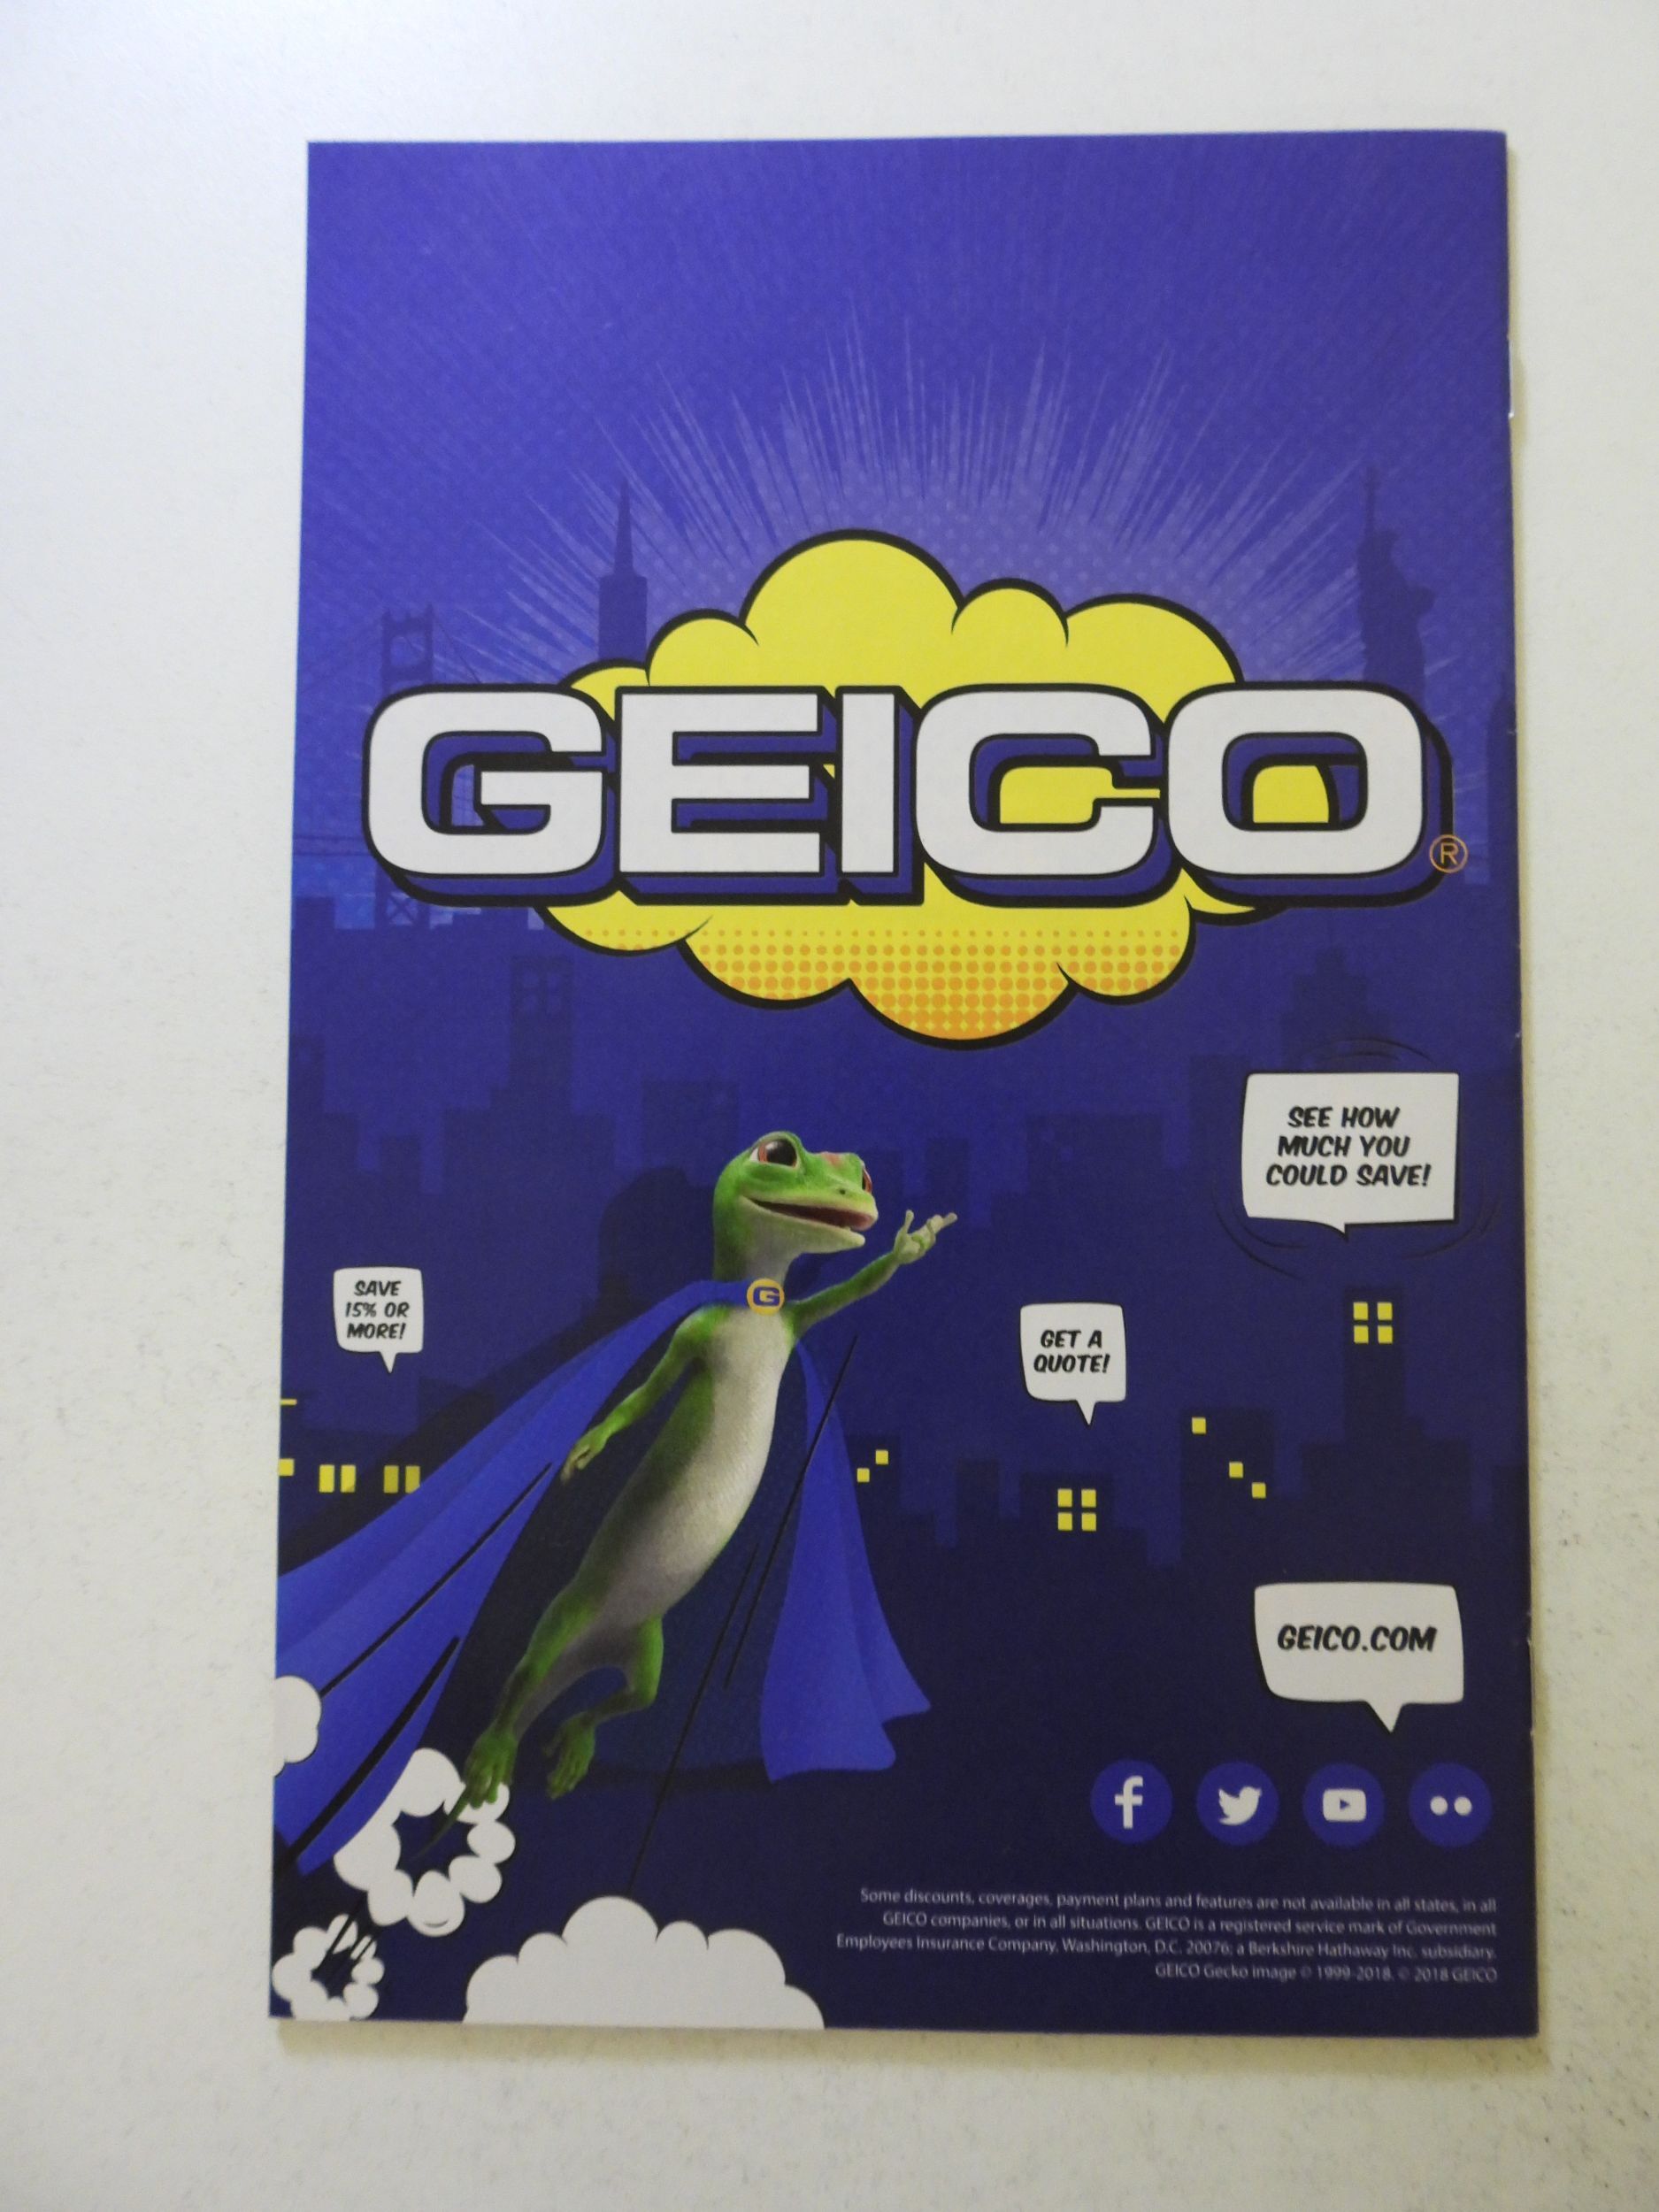 GEICO®
SEE HOW
MUCH YOU
COULD SAVE!
SAVE
15% OR
MORE!
G
GET A
QUOTE!
GEICO.COM
Some discounts, coverages, payment plans and features are not available in all states, in all
GEICO companies, or in all situations. GEICO is a registered service mark of Government
Employees Insurance Company, Washington, D.C. 20076; a Berkshire Hathaway Inc. subsidiary.
GEICO Gecko image © 1999-2018. © 2018 GEICO